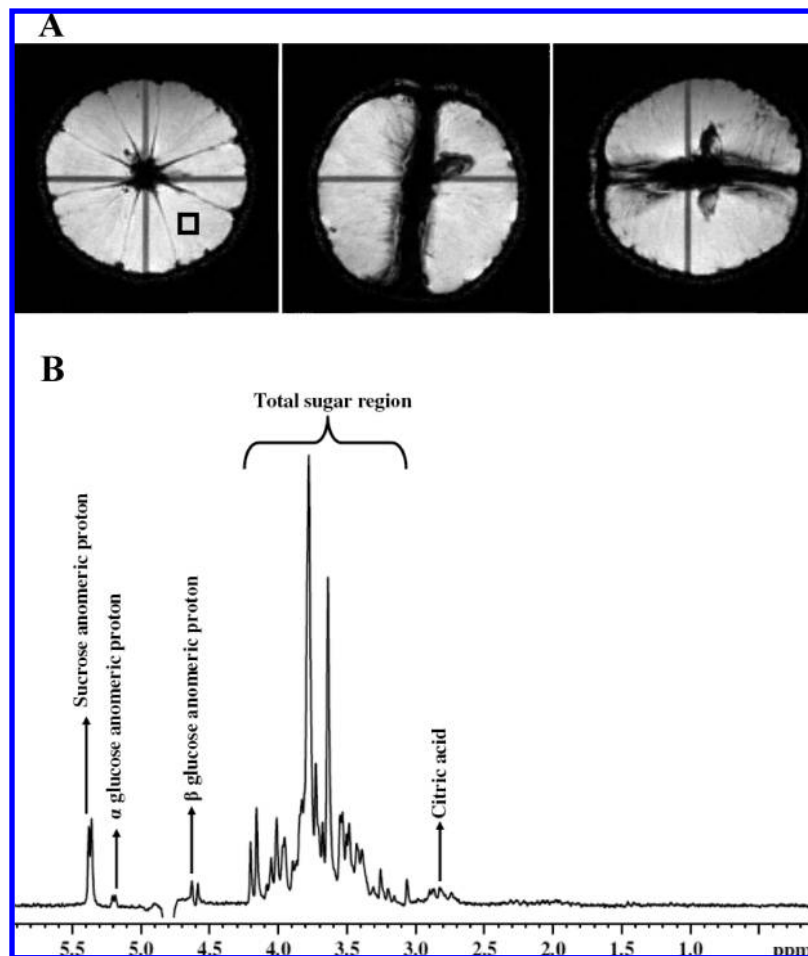 A
B
Total sugar region
Sucrose anomeric proton
α glucose anomeric proton
β glucose anomeric proton
Citric acid
5.5 5.0 4.5 4.0 3.5 3.0 2.5 2.0 1.5 1.0 ppm